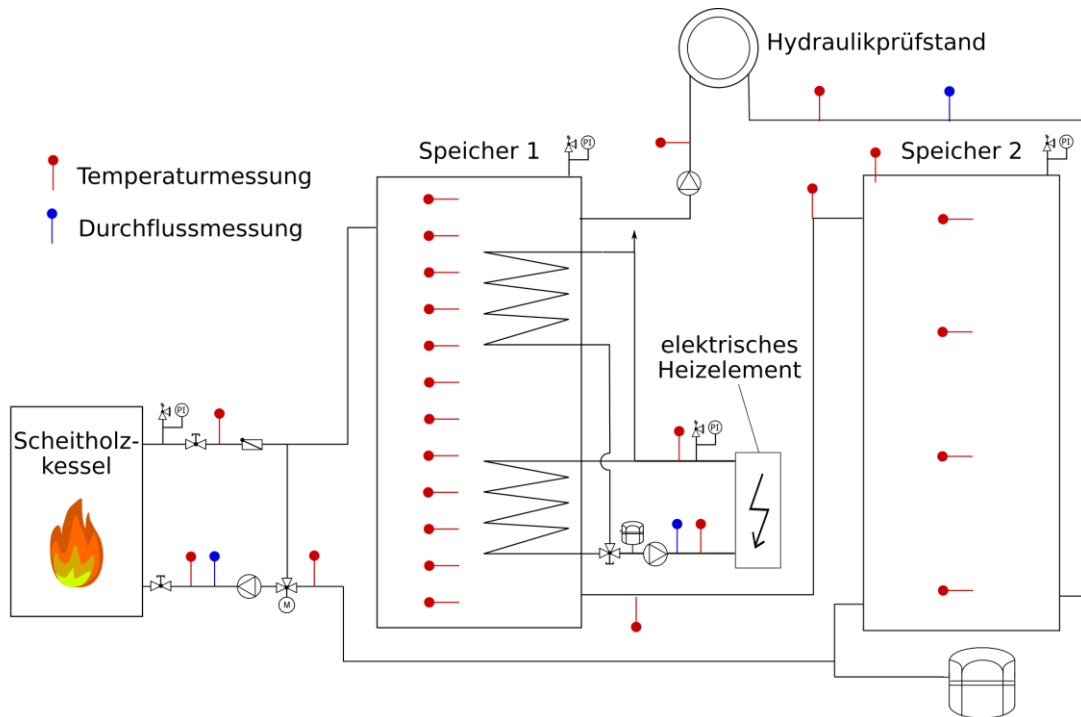 Hydraulikprüfstand
Speicher 1
Speicher 2
PI
PI
Temperaturmessung
Durchflussmessung
elektrisches
Heizelement
PI
PI
Scheitholz-
kessel
M